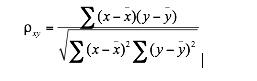 ρxy = ∑(x−x̄)(y−ȳ) / √(∑(x−x̄)² ∑(y−ȳ)²)